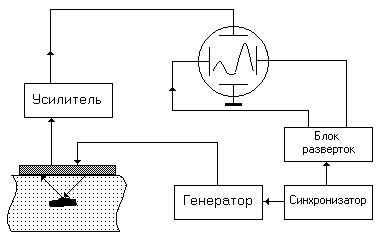 Усилитель
Блок
разверток
Генератор
Синхронизатор